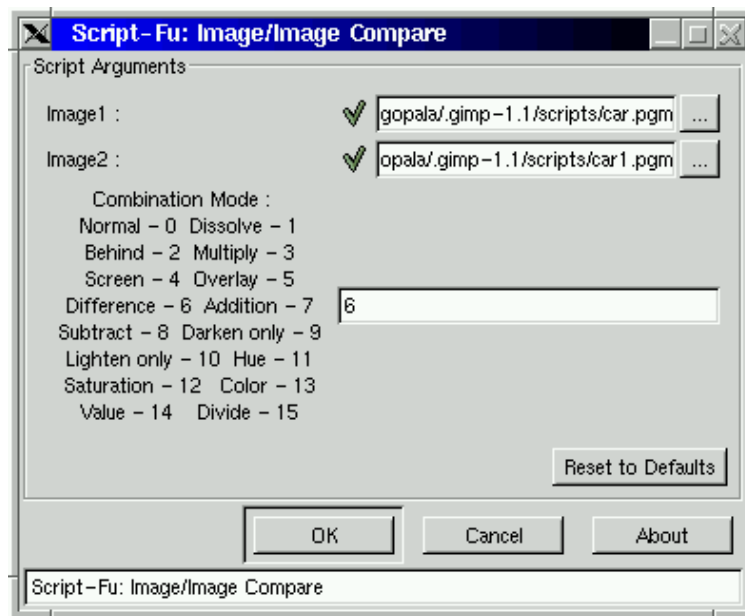 Script-Fu: Image/Image Compare
Script Arguments
Image1 : gopala/.gimp-1.1/scripts/car.pgm ...
Image2 : opala/.gimp-1.1/scripts/car1.pgm ...
Combination Mode :
Normal - 0 Dissolve - 1
Behind - 2 Multiply - 3
Screen - 4 Overlay - 5
Difference - 6 Addition - 7 6
Subtract - 8 Darken only - 9
Lighten only - 10 Hue - 11
Saturation - 12 Color - 13
Value - 14 Divide - 15
Reset to Defaults
OK Cancel About
Script-Fu: Image/Image Compare